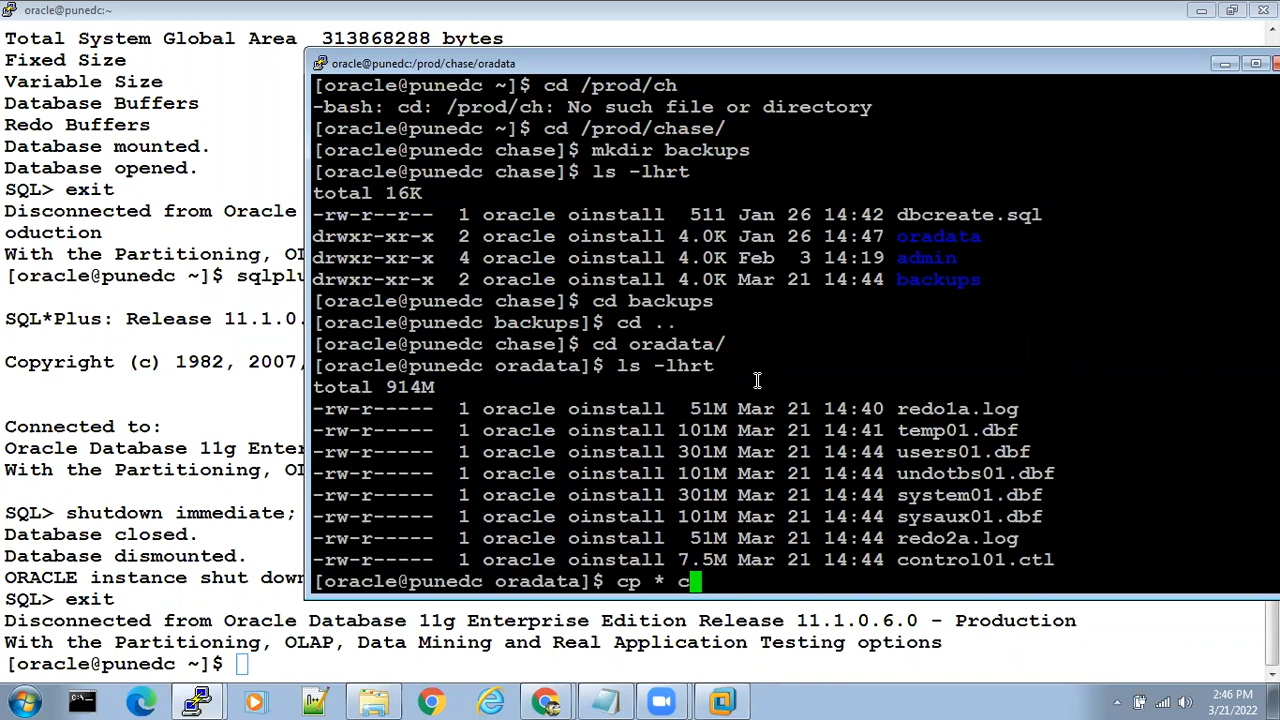 oracle@punedc:~
Total System Global Area  313868288 bytes
Fixed Size
Variable Size
Database Buffers
Redo Buffers
Database mounted.
Database opened.
SQL> exit
Disconnected from Oracle
oduction
With the Partitioning, OL
[oracle@punedc ~]$ sqlplu
SQL*Plus: Release 11.1.0.
Copyright (c) 1982, 2007,
Connected to:
Oracle Database 11g Enter
With the Partitioning, OL
SQL> shutdown immediate;
Database closed.
Database dismounted.
ORACLE instance shut down
SQL> exit
Disconnected from Oracle Database 11g Enterprise Edition Release 11.1.0.6.0 - Production
With the Partitioning, OLAP, Data Mining and Real Application Testing options
[oracle@punedc ~]$
oracle@punedc:/prod/chase/oradata
[oracle@punedc ~]$ cd /prod/ch
-bash: cd: /prod/ch: No such file or directory
[oracle@punedc ~]$ cd /prod/chase/
[oracle@punedc chase]$ mkdir backups
[oracle@punedc chase]$ ls -lhrt
total 16K
-rw-r--r-- 1 oracle oinstall 511 Jan 26 14:42 dbcreate.sql
drwxr-xr-x 2 oracle oinstall 4.0K Jan 26 14:47 oradata
drwxr-xr-x 4 oracle oinstall 4.0K Feb 3 14:19 admin
drwxr-xr-x 2 oracle oinstall 4.0K Mar 21 14:44 backups
[oracle@punedc chase]$ cd backups
[oracle@punedc backups]$ cd ..
[oracle@punedc chase]$ cd oradata/
[oracle@punedc oradata]$ ls -lhrt
total 914M
-rw-r----- 1 oracle oinstall 51M Mar 21 14:40 redo1a.log
-rw-r----- 1 oracle oinstall 101M Mar 21 14:41 temp01.dbf
-rw-r----- 1 oracle oinstall 301M Mar 21 14:44 users01.dbf
-rw-r----- 1 oracle oinstall 101M Mar 21 14:44 undotbs01.dbf
-rw-r----- 1 oracle oinstall 301M Mar 21 14:44 system01.dbf
-rw-r----- 1 oracle oinstall 101M Mar 21 14:44 sysaux01.dbf
-rw-r----- 1 oracle oinstall 51M Mar 21 14:44 redo2a.log
-rw-r----- 1 oracle oinstall 7.5M Mar 21 14:44 control01.ctl
[oracle@punedc oradata]$ cp * c
2:46 PM
3/21/2022